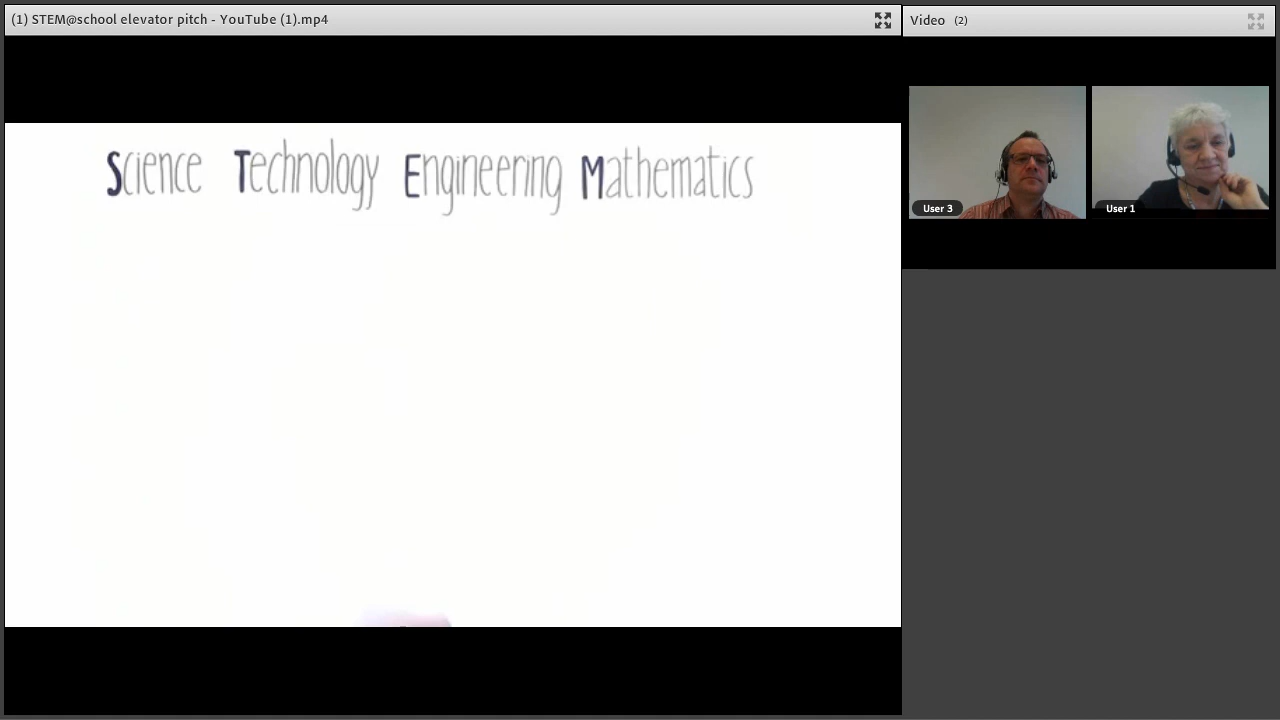 (1) STEM@school elevator pitch - YouTube (1).mp4
Video (2)
Science Technology Engineering Mathematics
User 3
User 1